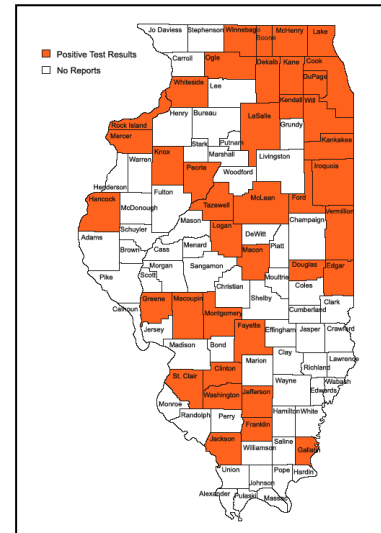 Positive Test Results
No Reports
Jo Daviess
Stephenson
Winnebago
Boone
McHenry
Lake
Carroll
Ogle
Dekalb
Kane
Cook
DuPage
Whiteside
Lee
Kendall
Will
Rock Island
Henry
Bureau
LaSalle
Grundy
Mercer
Putnam
Kankakee
Knox
Stark
Marshall
Warren
Peoria
Livingston
Iroquois
Henderson
Woodford
Fulton
Hancock
McDonough
Tazewell
McLean
Ford
Mason
Vermillion
Schuyler
Logan
DeWitt
Champaign
Adams
Brown
Cass
Menard
Macon
Piatt
Pike
Scott
Morgan
Sangamon
Douglas
Edgar
Moultrie
Coles
Christian
Shelby
Calhoun
Greene
Macoupin
Montgomery
Cumberland
Clark
Jersey
Fayette
Effingham
Jasper
Crawford
Madison
Bond
Clay
Lawrence
Marion
Richland
St. Clair
Clinton
Wayne
Wabash
Edwards
Monroe
Washington
Jefferson
Randolph
Perry
Hamilton
White
Franklin
Jackson
Saline
Gallatin
Williamson
Union
Pope
Hardin
Johnson
Alexander
Pulaski
Massac